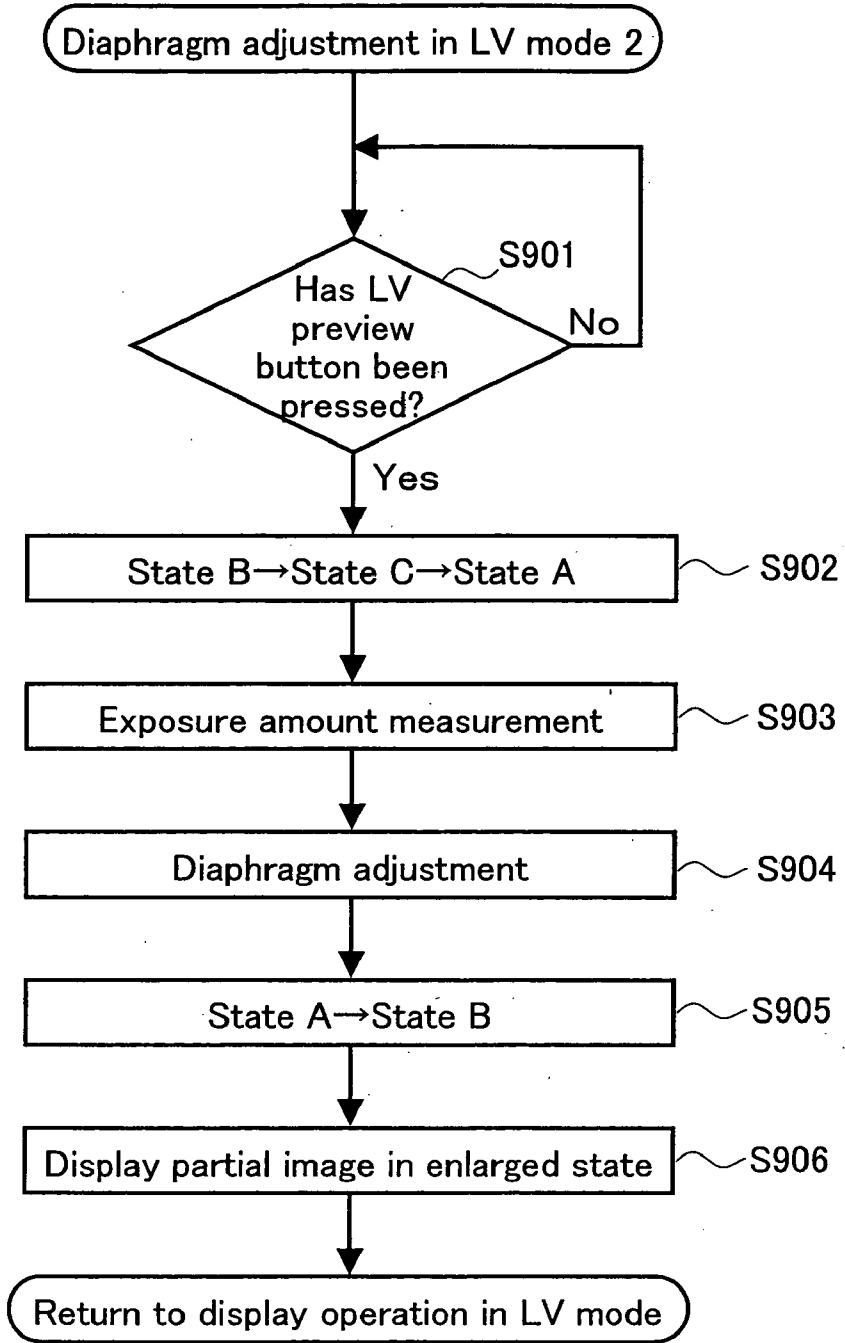 Diaphragm adjustment in LV mode 2
S901
Has LV
preview
button been
pressed?
No
Yes
State B→State C→State A
S902
Exposure amount measurement
S903
Diaphragm adjustment
S904
State A→State B
S905
Display partial image in enlarged state
S906
Return to display operation in LV mode